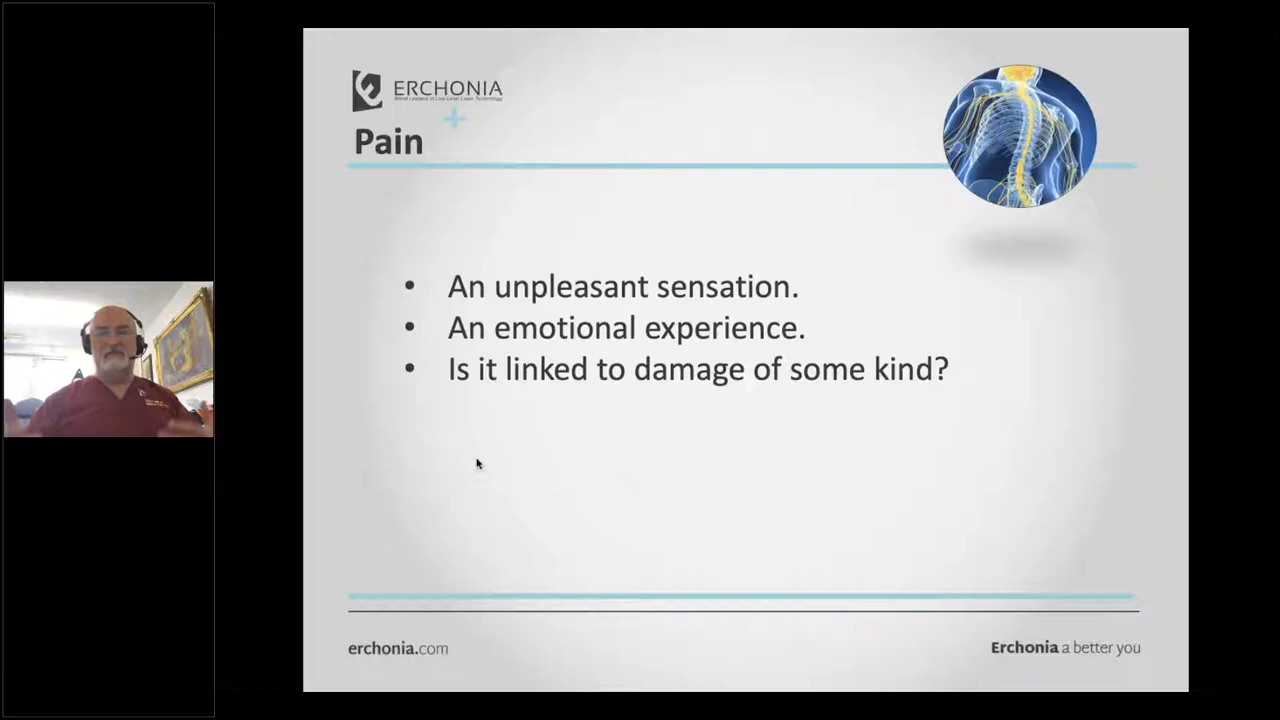 ERCHONIA
World Leaders in Low-Level Laser Technology
Pain
• An unpleasant sensation.
• An emotional experience.
• Is it linked to damage of some kind?
erchonia.com
Erchonia a better you